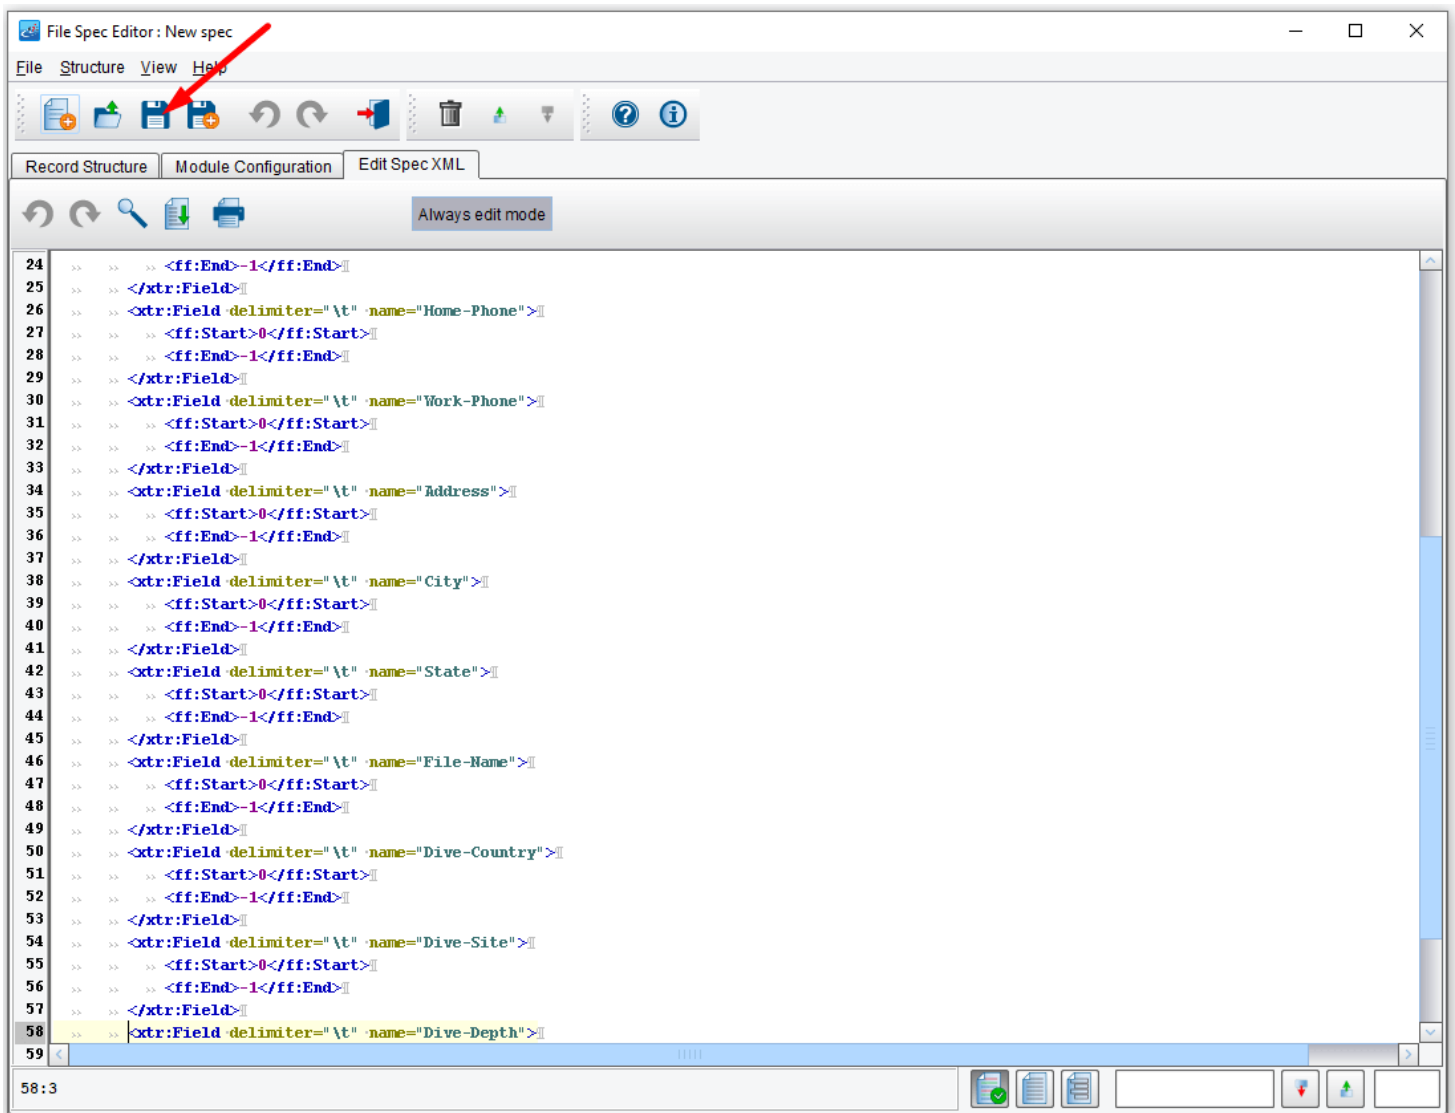 File Spec Editor : New spec
File Structure View Help
Record Structure Module Configuration Edit Spec XML
Always edit mode
24 <ff:End>-1</ff:End>
25 </xtr:Field>
26 <xtr:Field delimiter="\t" name="Home-Phone">
27 <ff:Start>0</ff:Start>
28 <ff:End>-1</ff:End>
29 </xtr:Field>
30 <xtr:Field delimiter="\t" name="Work-Phone">
31 <ff:Start>0</ff:Start>
32 <ff:End>-1</ff:End>
33 </xtr:Field>
34 <xtr:Field delimiter="\t" name="Address">
35 <ff:Start>0</ff:Start>
36 <ff:End>-1</ff:End>
37 </xtr:Field>
38 <xtr:Field delimiter="\t" name="City">
39 <ff:Start>0</ff:Start>
40 <ff:End>-1</ff:End>
41 </xtr:Field>
42 <xtr:Field delimiter="\t" name="State">
43 <ff:Start>0</ff:Start>
44 <ff:End>-1</ff:End>
45 </xtr:Field>
46 <xtr:Field delimiter="\t" name="File-Name">
47 <ff:Start>0</ff:Start>
48 <ff:End>-1</ff:End>
49 </xtr:Field>
50 <xtr:Field delimiter="\t" name="Dive-Country">
51 <ff:Start>0</ff:Start>
52 <ff:End>-1</ff:End>
53 </xtr:Field>
54 <xtr:Field delimiter="\t" name="Dive-Site">
55 <ff:Start>0</ff:Start>
56 <ff:End>-1</ff:End>
57 </xtr:Field>
58 <xtr:Field delimiter="\t" name="Dive-Depth">
59
58:3